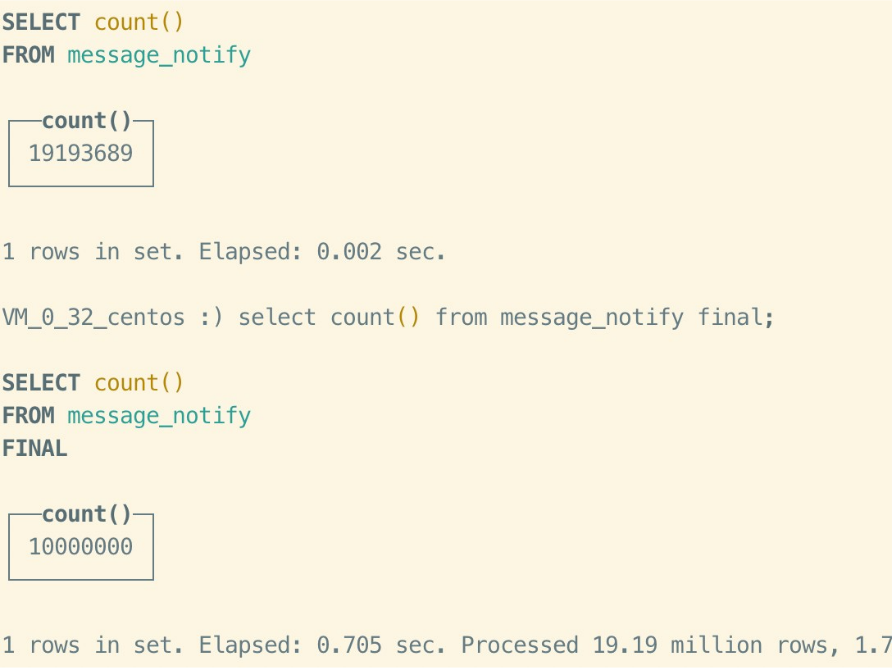 SELECT count()
FROM message_notify
count()
19193689
1 rows in set. Elapsed: 0.002 sec.
VM_0_32_centos :) select count() from message_notify final;
SELECT count()
FROM message_notify
FINAL
count()
10000000
1 rows in set. Elapsed: 0.705 sec. Processed 19.19 million rows, 1.7